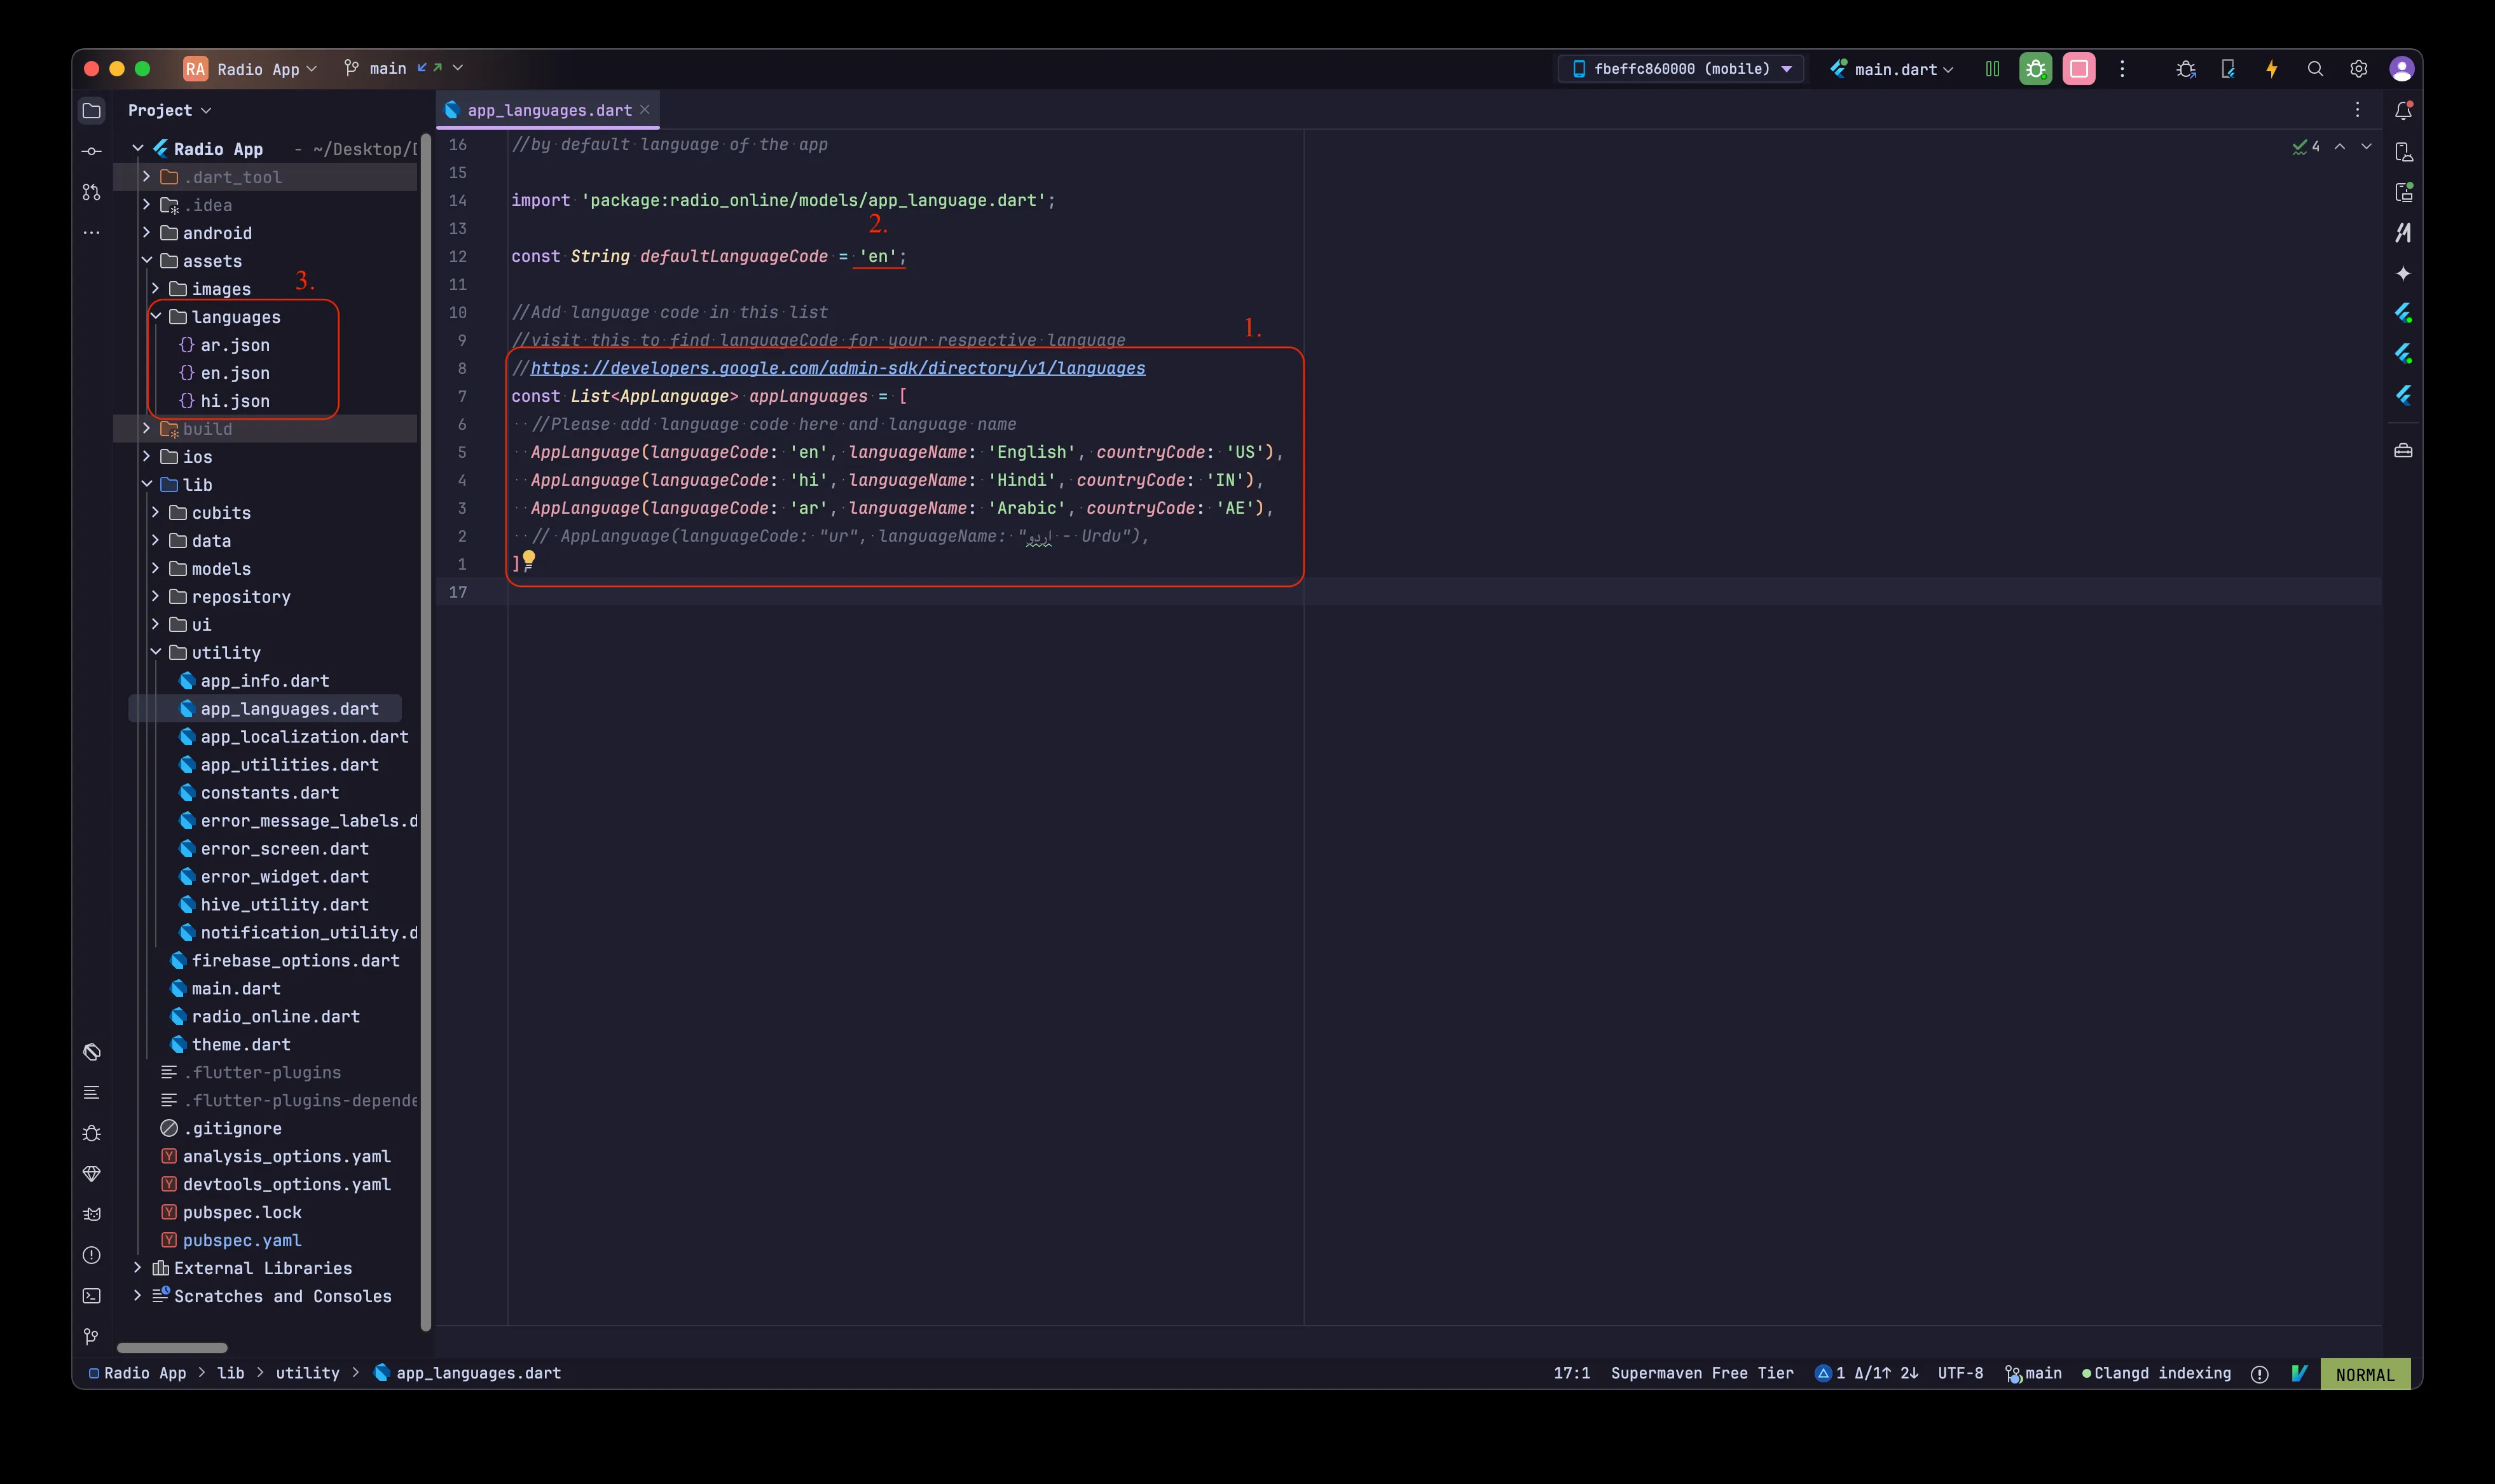 RA Radio App
main
fbeffc860000 (mobile)
main.dart
Project
app_languages.dart
Radio App - ~/Desktop/
.dart_tool
.idea
android
assets
images
3.
languages
ar.json
en.json
hi.json
build
ios
lib
cubits
data
models
repository
ui
utility
app_info.dart
app_languages.dart
app_localization.dart
app_utilities.dart
constants.dart
error_message_labels.d
error_screen.dart
error_widget.dart
hive_utility.dart
notification_utility.d
firebase_options.dart
main.dart
radio_online.dart
theme.dart
.flutter-plugins
.flutter-plugins-depende
.gitignore
analysis_options.yaml
devtools_options.yaml
pubspec.lock
pubspec.yaml
External Libraries
Scratches and Consoles
16 //by default language of the app
4
15
14 import 'package:radio_online/models/app_language.dart';
13
2.
12 const String defaultLanguageCode = 'en';
11
10 //Add language code in this list
1.
9 //visit this to find languageCode for your respective language
8 //https://developers.google.com/admin-sdk/directory/v1/languages
7 const List<AppLanguage> appLanguages = [
6 //Please add language code here and language name
5 AppLanguage(languageCode: 'en', languageName: 'English', countryCode: 'US'),
4 AppLanguage(languageCode: 'hi', languageName: 'Hindi', countryCode: 'IN'),
3 AppLanguage(languageCode: 'ar', languageName: 'Arabic', countryCode: 'AE'),
2 // AppLanguage(languageCode: "ur", languageName: "اردو - Urdu"),
1 ];
17
Radio App > lib > utility > app_languages.dart
17:1 Supermaven Free Tier 1 Δ/1↑ 2↓ UTF-8 main Clangd indexing NORMAL